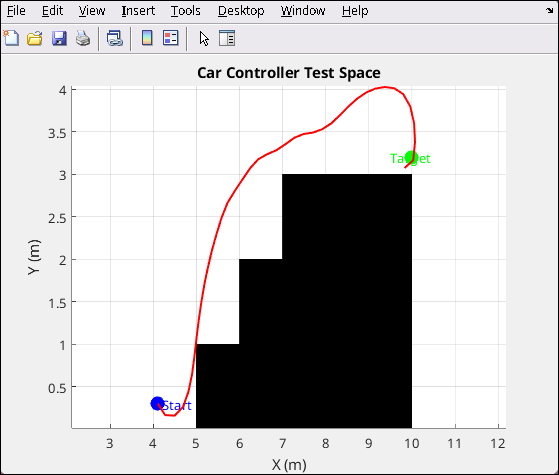 File Edit View Insert Tools Desktop Window Help
Car Controller Test Space
4
3.5
3
2.5
2
1.5
1
0.5
Y (m)
Target
Start
3 4 5 6 7 8 9 10 11 12
X (m)